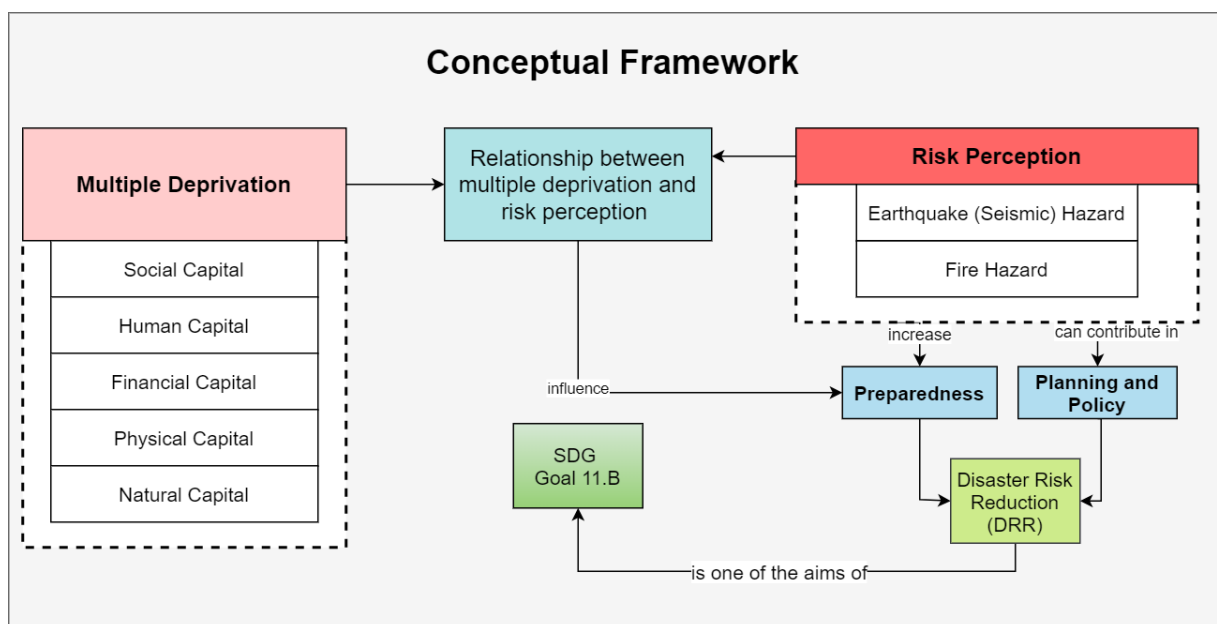 Conceptual Framework
Multiple Deprivation
Social Capital
Human Capital
Financial Capital
Physical Capital
Natural Capital
Relationship between
multiple deprivation and
risk perception
Risk Perception
Earthquake (Seismic) Hazard
Fire Hazard
increase
can contribute in
influence
Preparedness
Planning and
Policy
SDG
Goal 11.B
Disaster Risk
Reduction
(DRR)
is one of the aims of